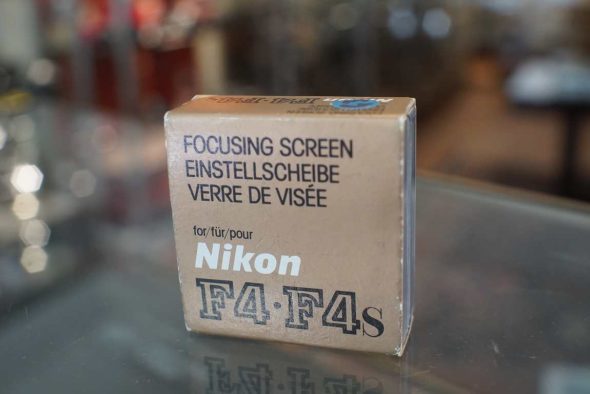 FOCUSING SCREEN
EINSTELLSCHEIBE
VERRE DE VISÉE
for/für/pour
Nikon
F4·F4s